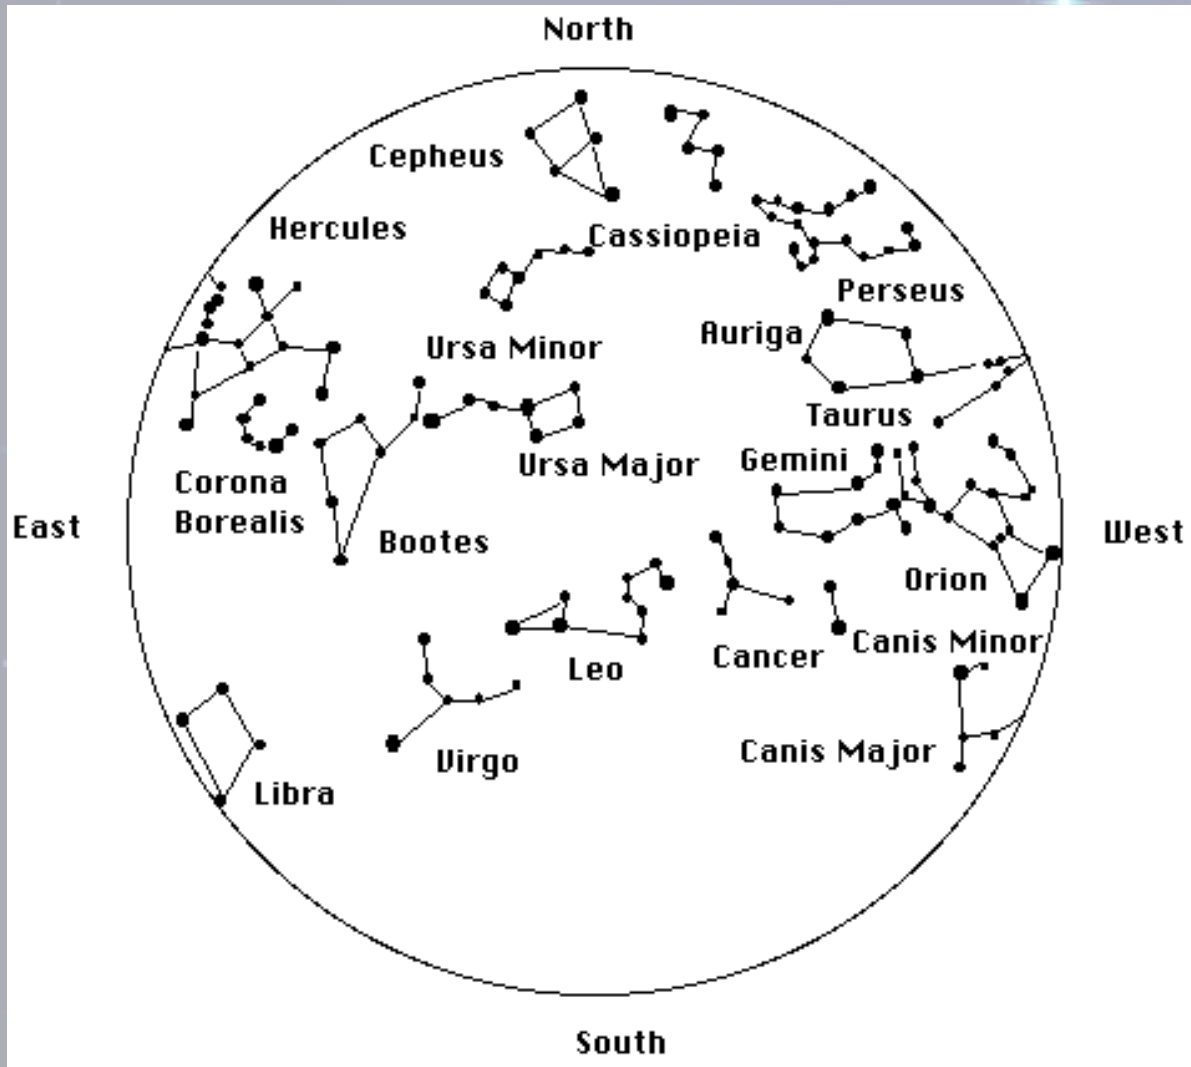 North
Cepheus
Hercules
Cassiopeia
Perseus
Auriga
Ursa Minor
Taurus
Ursa Major
Gemini
Corona
Borealis
East
West
Bootes
Orion
Canis Minor
Cancer
Leo
Canis Major
Virgo
Libra
South